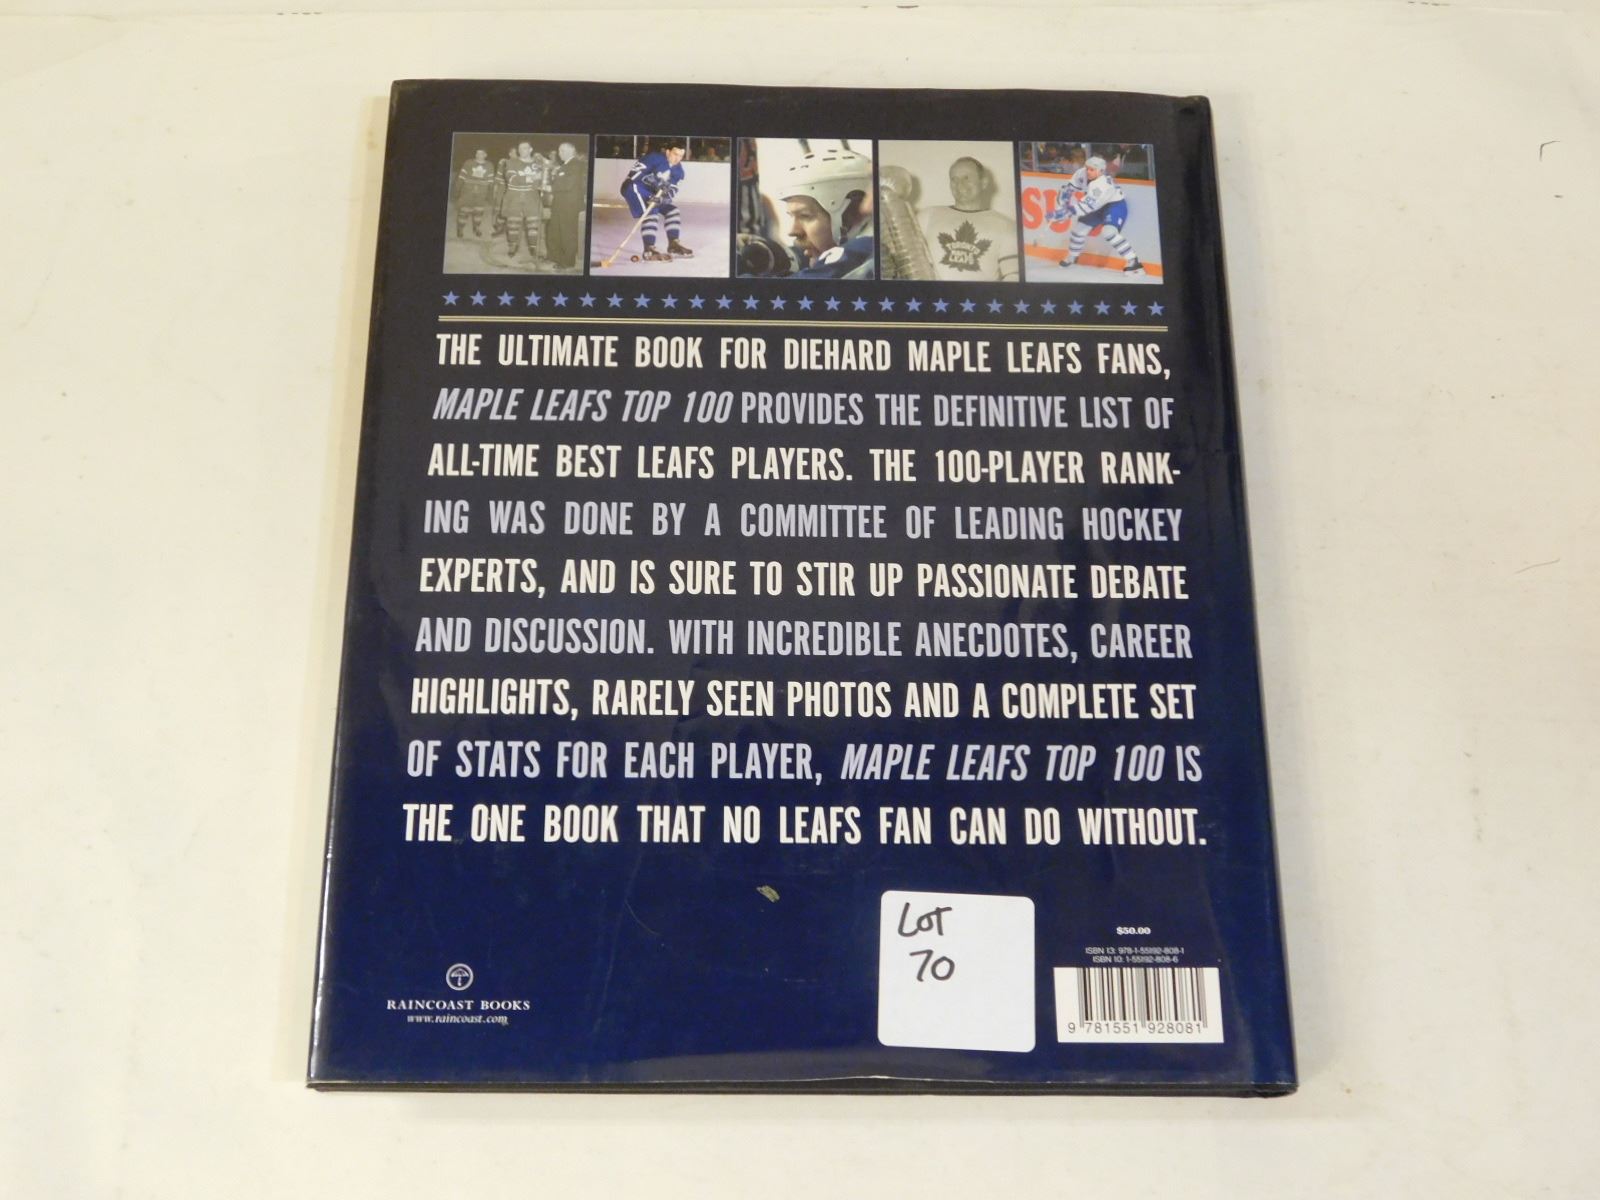 THE ULTIMATE BOOK FOR DIEHARD MAPLE LEAFS FANS,
MAPLE LEAFS TOP 100 PROVIDES THE DEFINITIVE LIST OF
ALL-TIME BEST LEAFS PLAYERS. THE 100-PLAYER RANK-
ING WAS DONE BY A COMMITTEE OF LEADING HOCKEY
EXPERTS, AND IS SURE TO STIR UP PASSIONATE DEBATE
AND DISCUSSION. WITH INCREDIBLE ANECDOTES, CAREER
HIGHLIGHTS, RARELY SEEN PHOTOS AND A COMPLETE SET
OF STATS FOR EACH PLAYER, MAPLE LEAFS TOP 100 IS
THE ONE BOOK THAT NO LEAFS FAN CAN DO WITHOUT.
LOT
70
$50.00
ISBN 13: 978-1-55192-808-1
ISBN 10: 1-55192-808-6
9 781551 928081
RAINCOAST BOOKS
www.raincoast.com